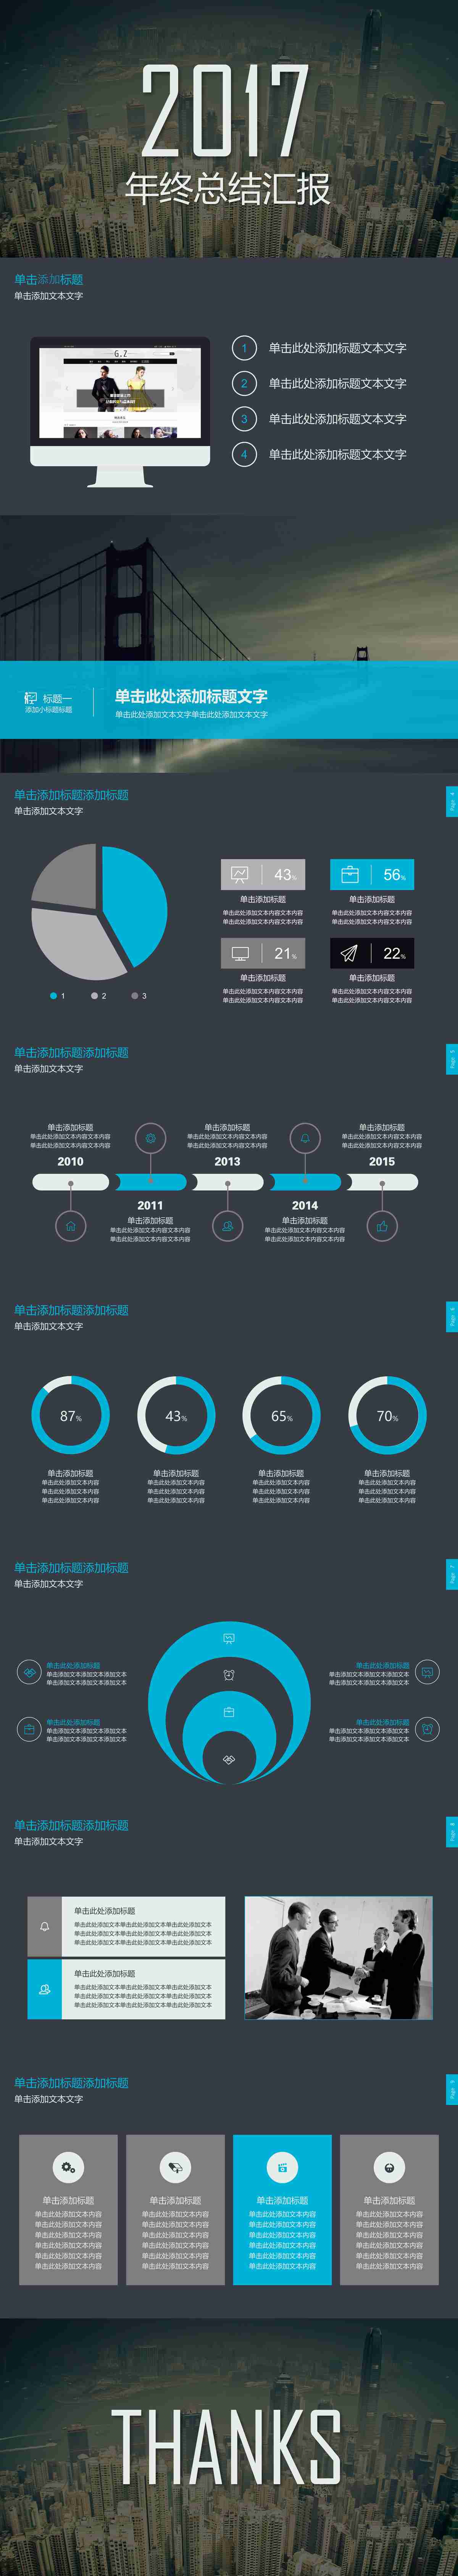 2017
年终总结汇报
单击添加标题
单击添加文本文字
G.Z
1 单击此处添加标题文本文字
2 单击此处添加标题文本文字
3 单击此处添加标题文本文字
4 单击此处添加标题文本文字
标题一
添加小标题标题
单击此处添加标题文字
单击此处添加文本文字单击此处添加文本文字
单击添加标题添加标题
单击添加文本文字
Page 4
1 2 3
43%
单击添加标题
单击此处添加文本内容文本内容
单击此处添加文本内容文本内容
56%
单击添加标题
单击此处添加文本内容文本内容
单击此处添加文本内容文本内容
21%
单击添加标题
单击此处添加文本内容文本内容
单击此处添加文本内容文本内容
22%
单击添加标题
单击此处添加文本内容文本内容
单击此处添加文本内容文本内容
单击添加标题添加标题
单击添加文本文字
Page 5
单击添加标题
单击此处添加文本内容文本内容
单击此处添加文本内容文本内容
2010
2011
单击添加标题
单击此处添加文本内容文本内容
单击此处添加文本内容文本内容
单击添加标题
单击此处添加文本内容文本内容
单击此处添加文本内容文本内容
2013
2014
单击添加标题
单击此处添加文本内容文本内容
单击此处添加文本内容文本内容
单击添加标题
单击此处添加文本内容文本内容
单击此处添加文本内容文本内容
2015
单击添加标题添加标题
单击添加文本文字
Page 6
87%
单击添加标题
单击此处添加文本内容
单击此处添加文本内容
单击此处添加文本内容
43%
单击添加标题
单击此处添加文本内容
单击此处添加文本内容
单击此处添加文本内容
65%
单击添加标题
单击此处添加文本内容
单击此处添加文本内容
单击此处添加文本内容
70%
单击添加标题
单击此处添加文本内容
单击此处添加文本内容
单击此处添加文本内容
单击添加标题添加标题
单击添加文本文字
Page 7
单击此处添加标题
单击添加文本添加文本添加文本
单击添加文本添加文本添加文本
单击此处添加标题
单击添加文本添加文本添加文本
单击添加文本添加文本添加文本
单击此处添加标题
单击添加文本添加文本添加文本
单击添加文本添加文本添加文本
单击此处添加标题
单击添加文本添加文本添加文本
单击添加文本添加文本添加文本
单击添加标题添加标题
单击添加文本文字
Page 8
单击此处添加标题
单击此处添加文本单击此处添加文本单击此处添加文本
单击此处添加文本单击此处添加文本单击此处添加文本
单击此处添加文本单击此处添加文本单击此处添加文本
单击此处添加标题
单击此处添加文本单击此处添加文本单击此处添加文本
单击此处添加文本单击此处添加文本单击此处添加文本
单击此处添加文本单击此处添加文本单击此处添加文本
单击添加标题添加标题
单击添加文本文字
Page 9
单击添加标题
单击此处添加文本内容
单击此处添加文本内容
单击此处添加文本内容
单击此处添加文本内容
单击此处添加文本内容
单击此处添加文本内容
单击添加标题
单击此处添加文本内容
单击此处添加文本内容
单击此处添加文本内容
单击此处添加文本内容
单击此处添加文本内容
单击此处添加文本内容
单击添加标题
单击此处添加文本内容
单击此处添加文本内容
单击此处添加文本内容
单击此处添加文本内容
单击此处添加文本内容
单击此处添加文本内容
单击添加标题
单击此处添加文本内容
单击此处添加文本内容
单击此处添加文本内容
单击此处添加文本内容
单击此处添加文本内容
单击此处添加文本内容
THANKS